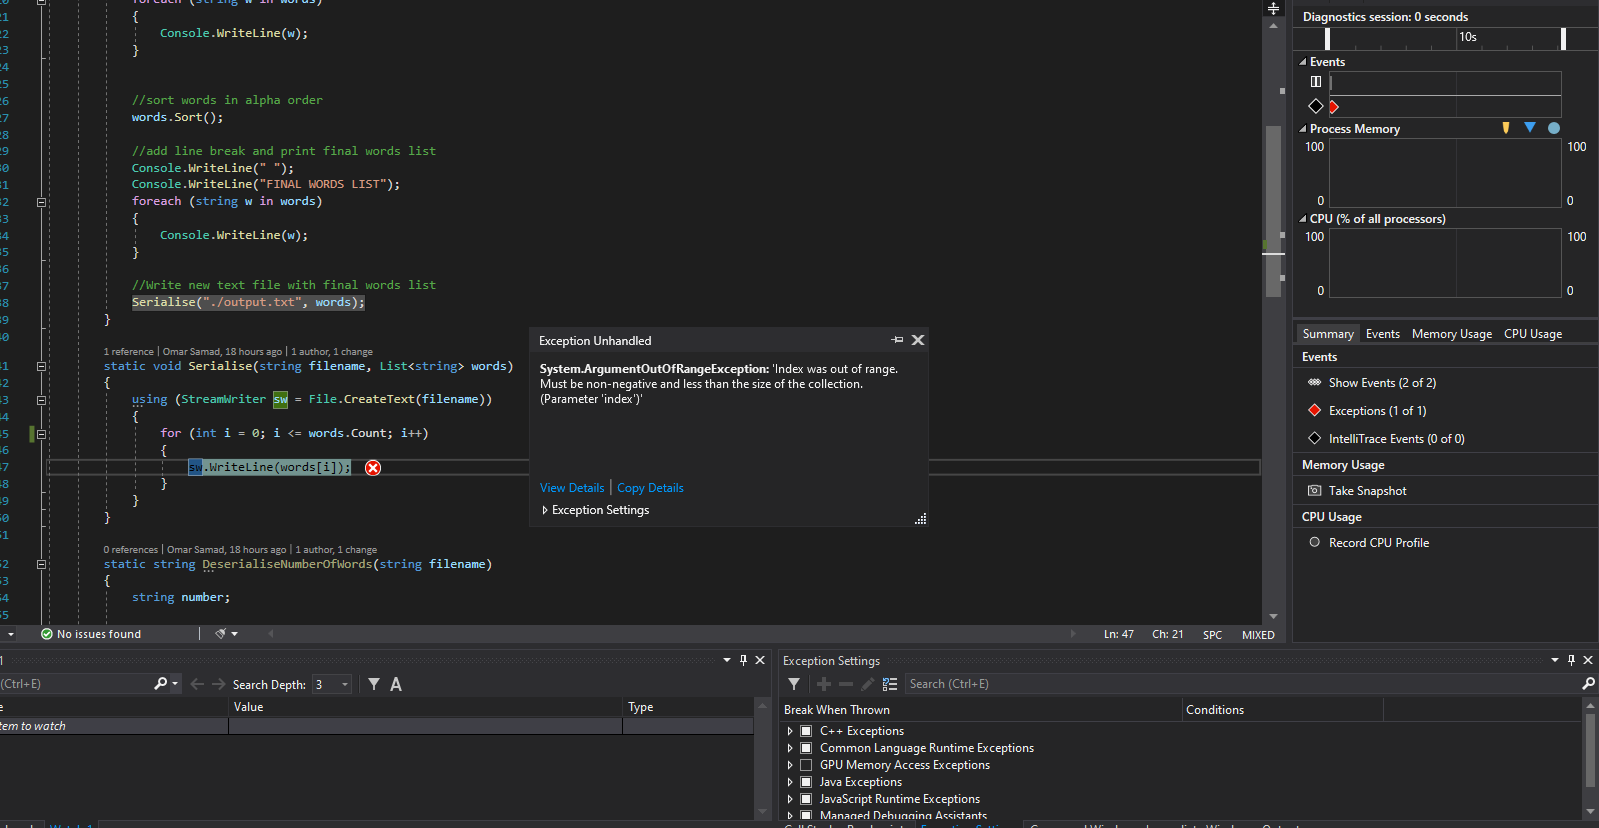 foreach (string w in words)
21 {
22 Console.WriteLine(w);
23 }
24
25
26 //sort words in alpha order
27 words.Sort();
28
29 //add line break and print final words list
30 Console.WriteLine(" ");
31 Console.WriteLine("FINAL WORDS LIST");
32 foreach (string w in words)
33 {
34 Console.WriteLine(w);
35 }
36
37 //Write new text file with final words list
38 Serialise("./output.txt", words);
39 }
40
1 reference | Omar Samad, 18 hours ago | 1 author, 1 change
41 static void Serialise(string filename, List<string> words)
42 {
43 using (StreamWriter sw = File.CreateText(filename))
44 {
45 for (int i = 0; i <= words.Count; i++)
46 {
47 sw.WriteLine(words[i]);
48 }
49 }
50 }
51
0 references | Omar Samad, 18 hours ago | 1 author, 1 change
52 static string DeserialiseNumberOfWords(string filename)
53 {
54 string number;
55
Exception Unhandled
System.ArgumentOutOfRangeException: 'Index was out of range.
Must be non-negative and less than the size of the collection.
(Parameter 'index')'
View Details | Copy Details
Exception Settings
No issues found
Ln: 47 Ch: 21 SPC MIXED
Diagnostics session: 0 seconds
10s
Events
Process Memory
100 100
0 0
CPU (% of all processors)
100 100
0 0
Summary Events Memory Usage CPU Usage
Events
Show Events (2 of 2)
Exceptions (1 of 1)
IntelliTrace Events (0 of 0)
Memory Usage
Take Snapshot
CPU Usage
Record CPU Profile
(Ctrl+E) Search Depth: 3
Value Type
tem to watch
Exception Settings
Search (Ctrl+E)
Break When Thrown Conditions
C++ Exceptions
Common Language Runtime Exceptions
GPU Memory Access Exceptions
Java Exceptions
JavaScript Runtime Exceptions
Managed Debugging Assistants